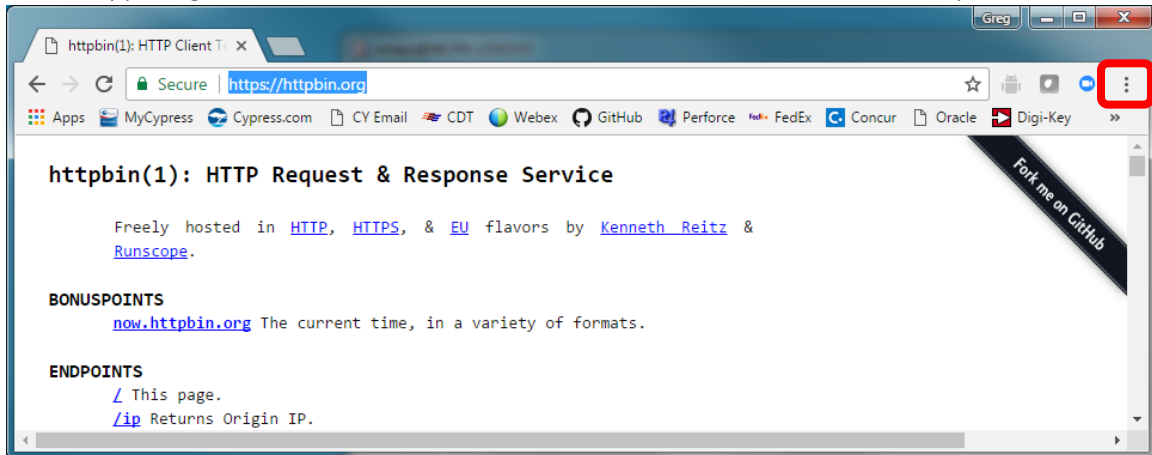 Greg
httpbin(1): HTTP Client T
Secure | https://httpbin.org
Apps MyCypress Cypress.com CY Email CDT Webex GitHub Perforce FedEx Concur Oracle Digi-Key »
httpbin(1): HTTP Request & Response Service
Fork me on GitHub
Freely hosted in HTTP, HTTPS, & EU flavors by Kenneth Reitz &
Runscope.
BONUSPOINTS
now.httpbin.org The current time, in a variety of formats.
ENDPOINTS
/ This page.
/ip Returns Origin IP.